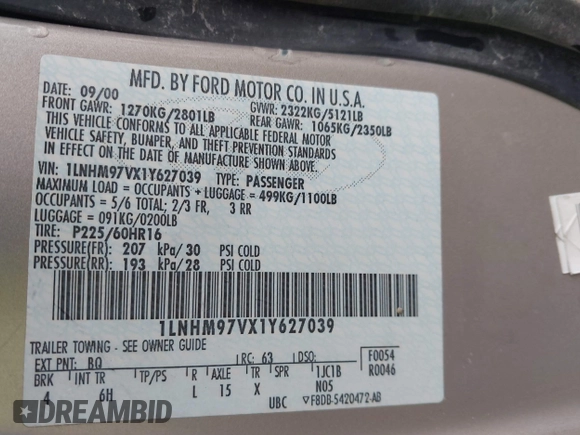 MFD. BY FORD MOTOR CO. IN U.S.A.
DATE: 09/00 GVWR: 2322KG/5121LB
FRONT GAWR: 1270KG/2801LB REAR GAWR: 1065KG/2350LB
THIS VEHICLE CONFORMS TO ALL APPLICABLE FEDERAL MOTOR
VEHICLE SAFETY, BUMPER, AND THEFT PREVENTION STANDARDS
IN EFFECT ON THE DATE OF MANUFACTURE SHOWN ABOVE.
VIN: 1LNHM97VX1Y627039 TYPE: PASSENGER
MAXIMUM LOAD = OCCUPANTS + LUGGAGE = 499KG/1100LB
OCCUPANTS = 5/6 TOTAL; 2/3 FR, 3 RR
LUGGAGE = 091KG/0200LB
TIRE: P225/60HR16
PRESSURE(FR) 207 kPa/30 PSI COLD
PRESSURE(RR) 193 kPa/28 PSI COLD
1LNHM97VX1Y627039
TRAILER TOWING - SEE OWNER GUIDE
EXT PNT: BQ RC: 63 DSO: F0054
BRK INT TR TP/PS R AXLE TR SPR 1JC1B R0046
4 6H L 15 X N05
UBC F8DB-5420472-AB
DREAMBID